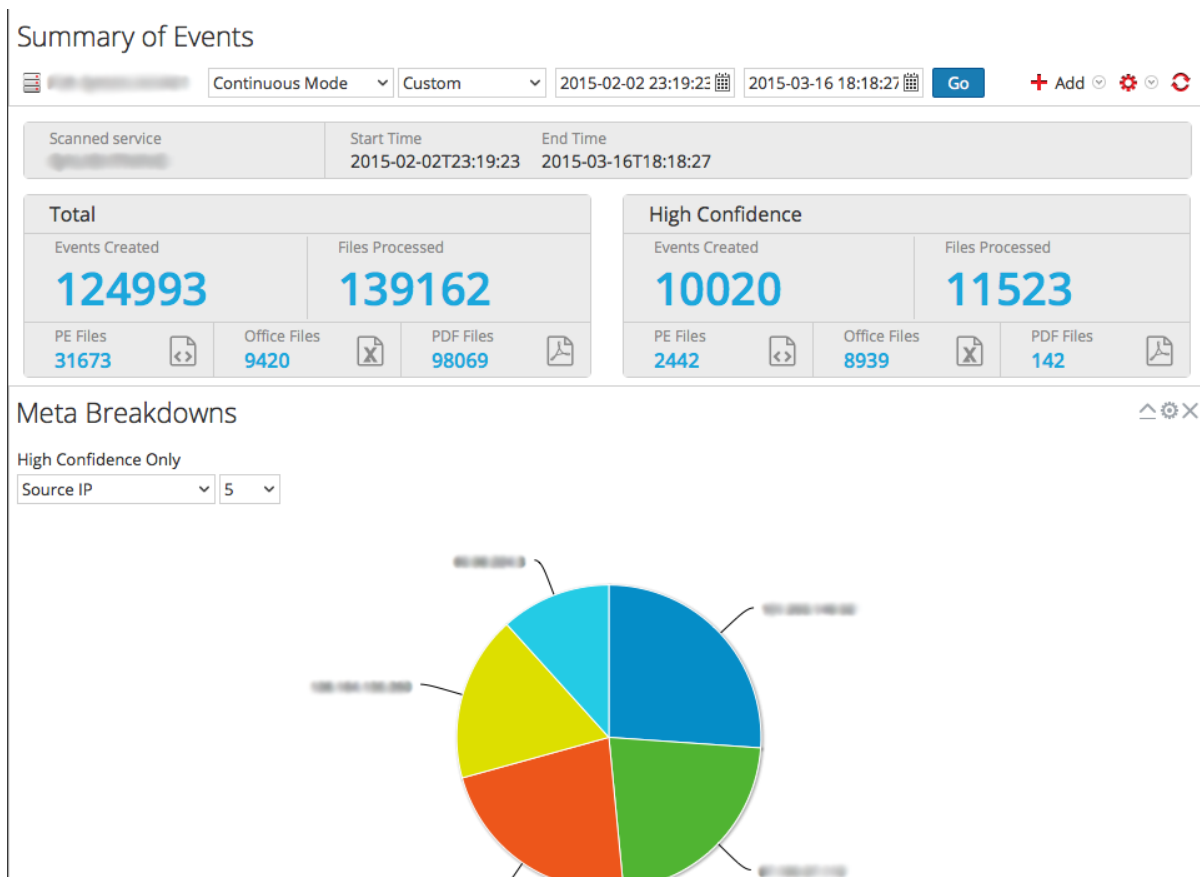 Summary of Events
Continuous Mode Custom 2015-02-02 23:19:23 2015-03-16 18:18:27 Go Add
Scanned service Start Time End Time
2015-02-02T23:19:23 2015-03-16T18:18:27
Total High Confidence
Events Created Files Processed Events Created Files Processed
124993 139162 10020 11523
PE Files Office Files PDF Files PE Files Office Files PDF Files
31673 9420 98069 2442 8939 142
Meta Breakdowns
High Confidence Only
Source IP 5